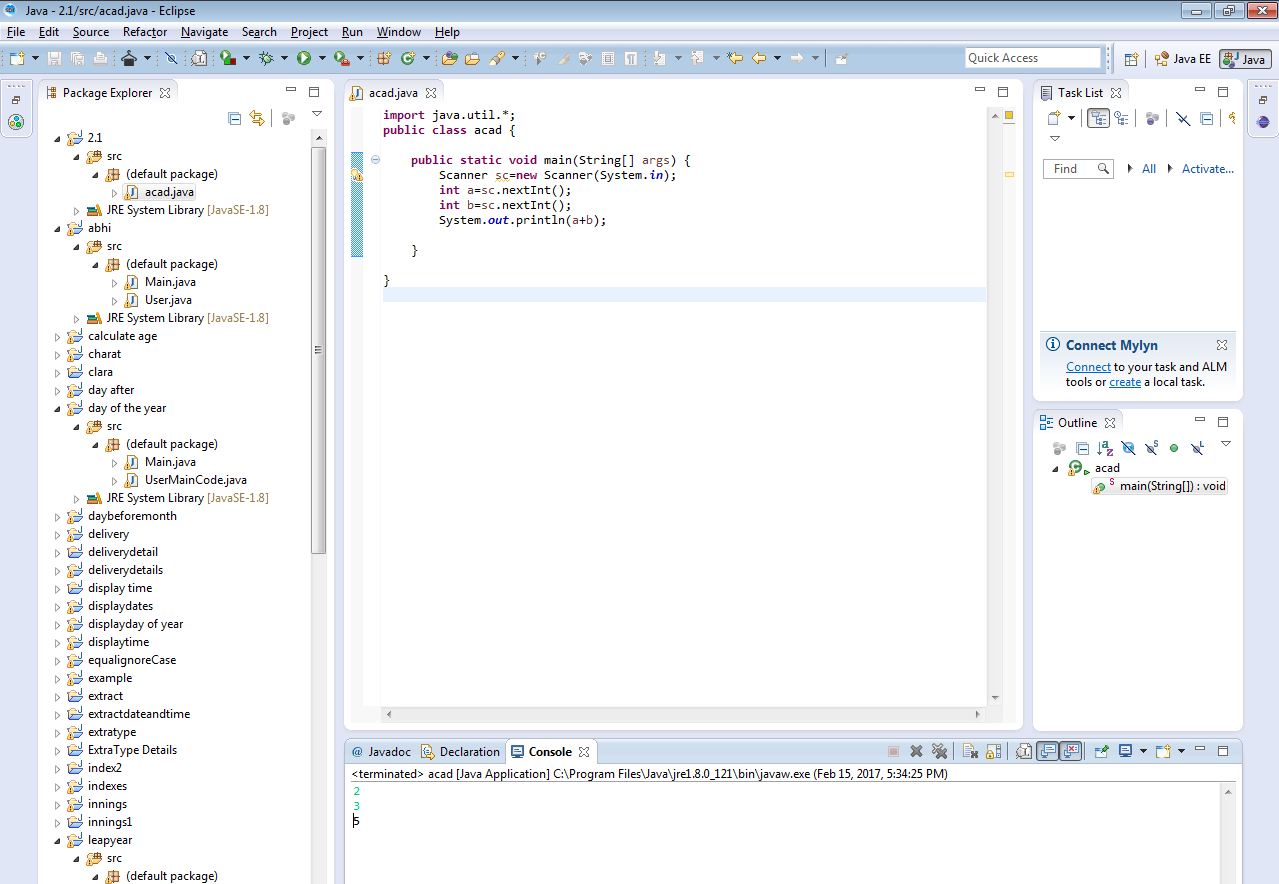 Java - 2.1/src/acad.java - Eclipse
File Edit Source Refactor Navigate Search Project Run Window Help
Quick Access
Java EE
Java
Package Explorer
2.1
src
(default package)
acad.java
JRE System Library [JavaSE-1.8]
abhi
src
(default package)
Main.java
User.java
JRE System Library [JavaSE-1.8]
calculate age
charat
clara
day after
day of the year
src
(default package)
Main.java
UserMainCode.java
JRE System Library [JavaSE-1.8]
daybeforemonth
delivery
deliverydetail
deliverydetails
display time
displaydates
displayday of year
displaytime
equalignoreCase
example
extract
extractdateandtime
extratype
ExtraType Details
index2
indexes
innings
innings1
leapyear
src
(default package)
acad.java
import java.util.*;
public class acad {
public static void main(String[] args) {
Scanner sc=new Scanner(System.in);
int a=sc.nextInt();
int b=sc.nextInt();
System.out.println(a+b);
}
}
Task List
Find
All
Activate...
Connect Mylyn
Connect to your task and ALM
tools or create a local task.
Outline
acad
main(String[]) : void
@ Javadoc
Declaration
Console
<terminated> acad [Java Application] C:\Program Files\Java\jre1.8.0_121\bin\javaw.exe (Feb 15, 2017, 5:34:25 PM)
2
3
5